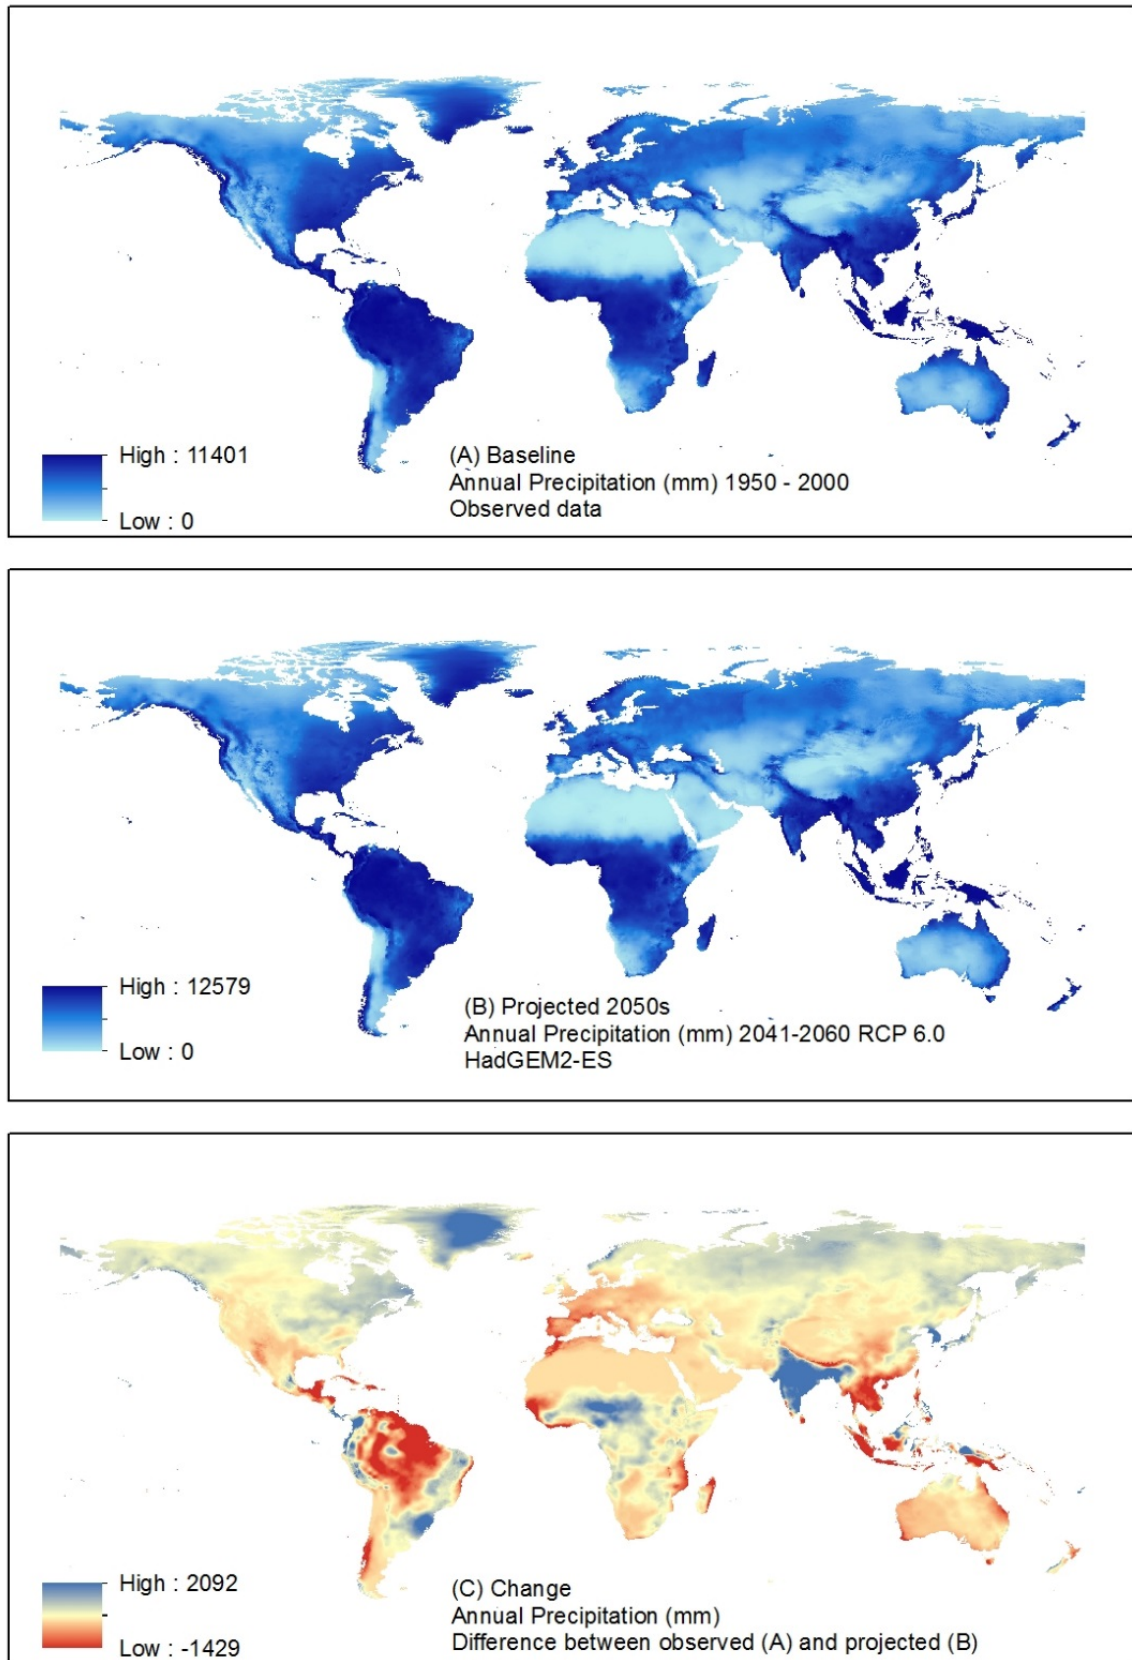 High : 11401
Low : 0
(A) Baseline
Annual Precipitation (mm) 1950 - 2000
Observed data
High : 12579
Low : 0
(B) Projected 2050s
Annual Precipitation (mm) 2041-2060 RCP 6.0
HadGEM2-ES
High : 2092
Low : -1429
(C) Change
Annual Precipitation (mm)
Difference between observed (A) and projected (B)